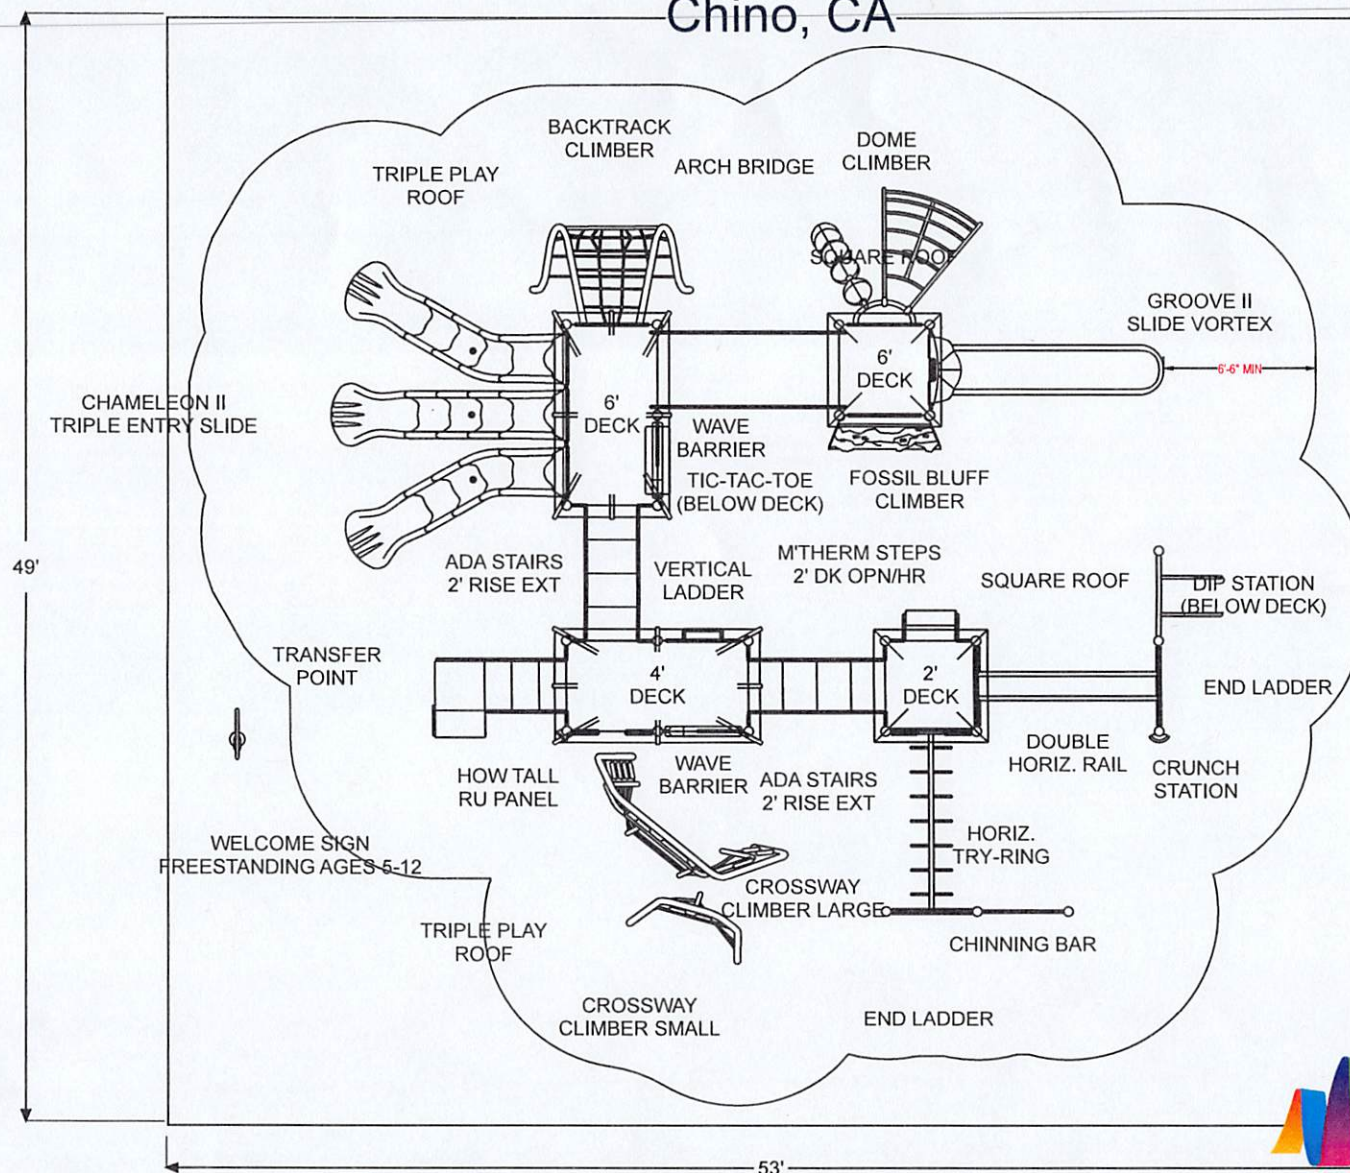 Chino, CA
BACKTRACK
CLIMBER
ARCH BRIDGE
DOME
CLIMBER
TRIPLE PLAY
ROOF
SQUARE ROOF
GROOVE II
SLIDE VORTEX
6'-6" MIN
6'
DECK
CHAMELEON II
TRIPLE ENTRY SLIDE
6'
DECK
WAVE
BARRIER
TIC-TAC-TOE
(BELOW DECK)
FOSSIL BLUFF
CLIMBER
49'
ADA STAIRS
2' RISE EXT
VERTICAL
LADDER
M'THERM STEPS
2' DK OPN/HR
SQUARE ROOF
DIP STATION
(BELOW DECK)
TRANSFER
POINT
4'
DECK
2'
DECK
END LADDER
HOW TALL
RU PANEL
WAVE
BARRIER
ADA STAIRS
2' RISE EXT
DOUBLE
HORIZ. RAIL
CRUNCH
STATION
WELCOME SIGN
FREESTANDING AGES 5-12
HORIZ.
TRY-RING
CROSSWAY
CLIMBER LARGE
TRIPLE PLAY
ROOF
CHINNING BAR
CROSSWAY
CLIMBER SMALL
END LADDER
53'